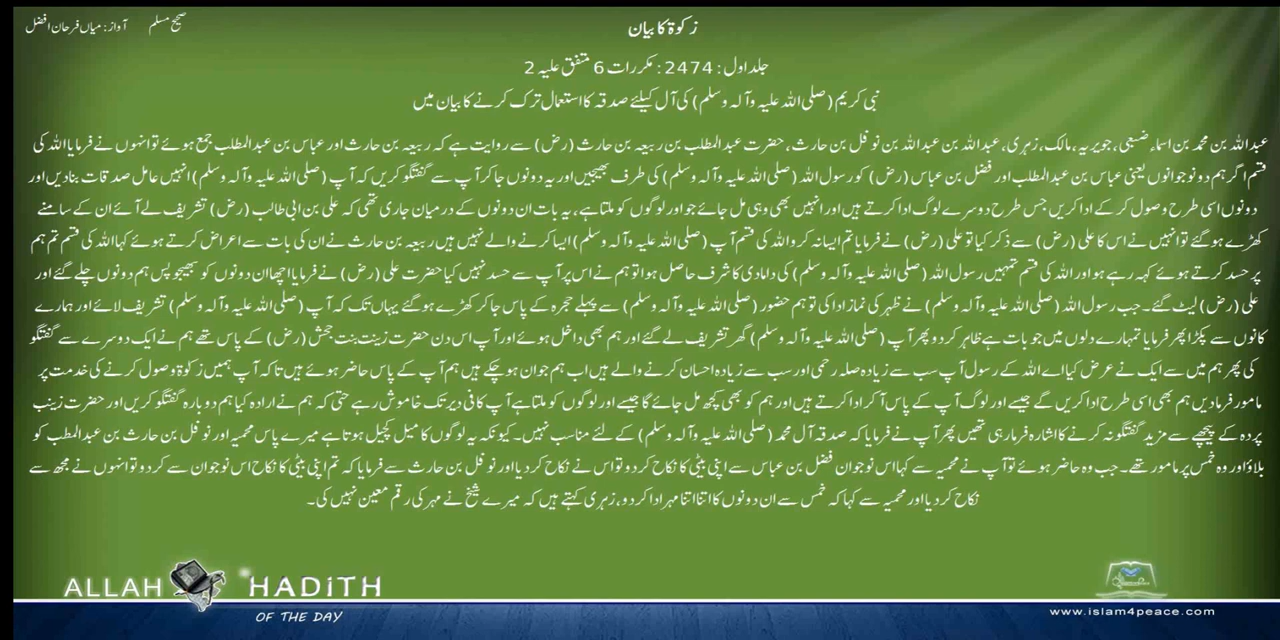 زکوۃ کا بیان
صحیح مسلم آواز: میاں فرحان افضل
جلد اول: 2474: مکررات 6 متفق علیہ 2
نبی کریم (صلی اللہ علیہ وآلہ وسلم) کی آل کیلئے صدقہ کا استعمال ترک کرنے کا بیان میں
عبد اللہ بن محمد بن اسماء ضبعی، جویریہ، مالک، زہری، عبد اللہ بن عبد اللہ بن نوفل بن حارث، حضرت عبد المطلب بن ربیعہ بن حارث (رض) سے روایت ہے کہ ربیعہ بن حارث اور عباس بن عبد المطلب جمع ہوئے تو انہوں نے فرمایا اللہ کی
قسم اگر ہم دو نوجوانوں یعنی عباس بن عبد المطلب اور فضل بن عباس (رض) کو رسول اللہ (صلی اللہ علیہ وآلہ وسلم) کی طرف بھیجیں اور یہ دونوں جا کر آپ سے گفتگو کریں کہ آپ (صلی اللہ علیہ وآلہ وسلم) انہیں عامل صدقات بنادیں اور
دونوں اسی طرح وصول کر کے ادا کریں جس طرح دوسرے لوگ ادا کرتے ہیں اور انہیں بھی وہی مل جائے جو اور لوگوں کو ملتا ہے، یہ بات ان دونوں کے درمیان جاری تھی کہ علی بن ابی طالب (رض) تشریف لے آئے ان کے سامنے
کھڑے ہو گئے تو انہیں نے اس کا علی (رض) سے ذکر کیا تو علی (رض) نے فرمایا تم ایسا نہ کرو اللہ کی قسم آپ (صلی اللہ علیہ وآلہ وسلم) ایسا کرنے والے نہیں ہیں ربیعہ بن حارث نے ان کی بات سے اعراض کرتے ہوئے کہا اللہ کی قسم تم ہم
پر حسد کرتے ہوئے کہہ رہے ہو اور اللہ کی قسم تمہیں رسول اللہ (صلی اللہ علیہ وآلہ وسلم) کی دامادی کا شرف حاصل ہوا تو ہم نے اس پر آپ سے حسد نہیں کیا حضرت علی (رض) نے فرمایا اچھا ان دونوں کو بھیجو پس ہم دونوں چلے گئے اور
علی (رض) لیٹ گئے۔ جب رسول اللہ (صلی اللہ علیہ وآلہ وسلم) نے ظہر کی نماز ادا کی تو ہم حضور (صلی اللہ علیہ وآلہ وسلم) سے پہلے حجرہ کے پاس جا کر کھڑے ہو گئے یہاں تک کہ آپ (صلی اللہ علیہ وآلہ وسلم) تشریف لائے اور ہمارے
کانوں سے پکڑا پھر فرمایا تمہارے دلوں میں جو بات ہے ظاہر کر دو پھر آپ (صلی اللہ علیہ وآلہ وسلم) گھر تشریف لے گئے اور ہم بھی داخل ہوئے اور آپ اس دن حضرت زینت بنت جحش (رض) کے پاس تھے ہم نے ایک دوسرے سے گفتگو
کی پھر ہم میں سے ایک نے عرض کیا اے اللہ کے رسول آپ سب سے زیادہ صلہ رحمی اور سب سے زیادہ احسان کرنے والے ہیں اب ہم جوان ہو چکے ہیں ہم آپ کے پاس حاضر ہوئے ہیں تا کہ آپ ہمیں زکوۃ وصول کرنے کی خدمت پر
مامور فرمادیں ہم بھی اسی طرح ادا کریں گے جیسے اور لوگ آپ کے پاس آ کر ادا کرتے ہیں اور ہم کو بھی کچھ مل جائے گا جیسے اور لوگوں کو ملتا ہے آپ کافی دیر تک خاموش رہے حتی کہ ہم نے ارادہ کیا ہم دوبارہ گفتگو کریں اور حضرت زینب
پردہ کے پیچھے سے مزید گفتگو نہ کرنے کا اشارہ فرما رہی تھیں پھر آپ نے فرمایا کہ صدقہ آل محمد (صلی اللہ علیہ وآلہ وسلم) کے لئے مناسب نہیں۔ کیونکہ یہ لوگوں کا میل کچیل ہوتا ہے میرے پاس محمیہ اور نوفل بن حارث بن عبد المطب کو
بلاؤ اور وہ خمس پر مامور تھے۔ جب وہ حاضر ہوئے تو آپ نے محمیہ سے کہا اس نوجوان فضل بن عباس سے اپنی بیٹی کا نکاح کر دو تو اس نے نکاح کر دیا اور نوفل بن حارث سے فرمایا کہ تم اپنی بیٹی کا نکاح اس نوجوان سے کر دو تو انہوں نے مجھ سے
نکاح کر دیا اور محمیہ سے کہا کہ خمس سے ان دونوں کا اتنا اتنا مہر ادا کر دو، زہری کہتے ہیں کہ میرے شیخ نے مہر کی رقم معین نہیں کی۔
ALLAH HADITH
OF THE DAY
www.islam4peace.com